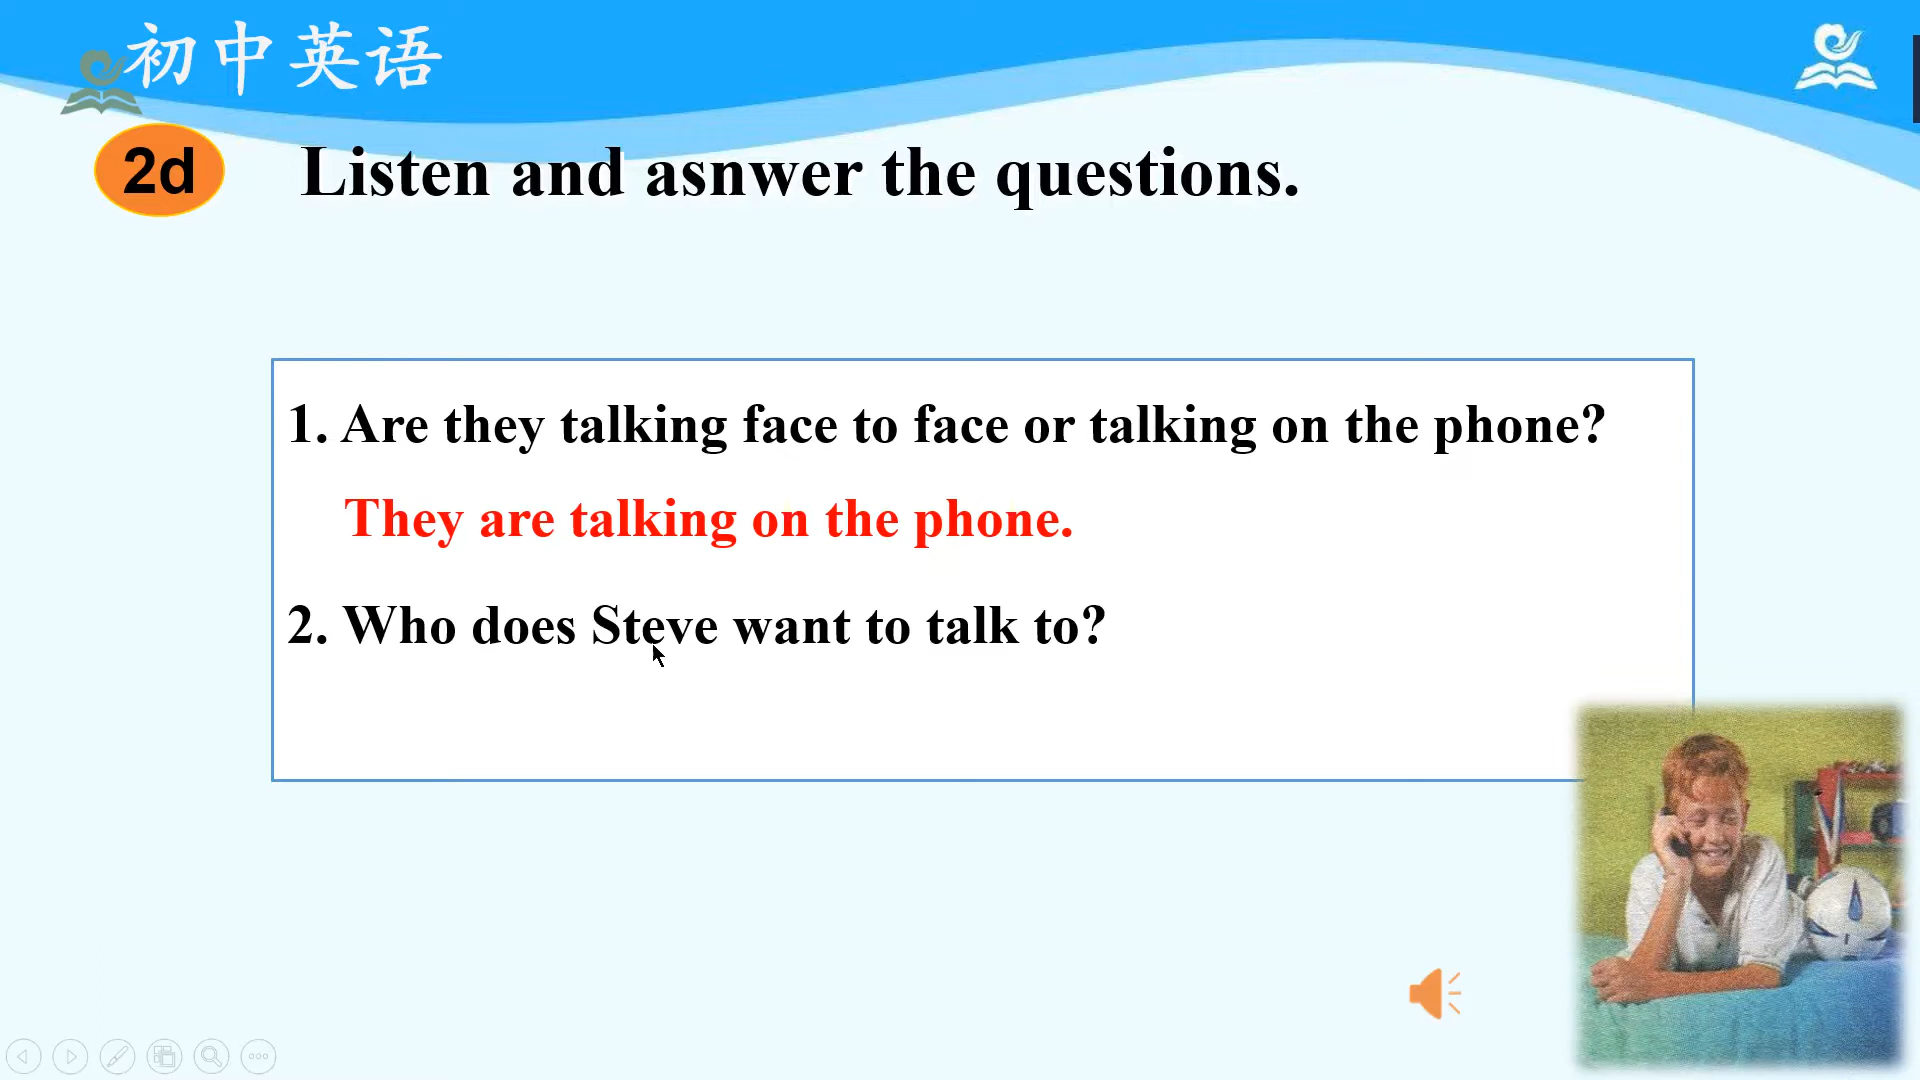 初中英语
2d Listen and asnwer the questions.
1. Are they talking face to face or talking on the phone?
They are talking on the phone.
2. Who does Steve want to talk to?